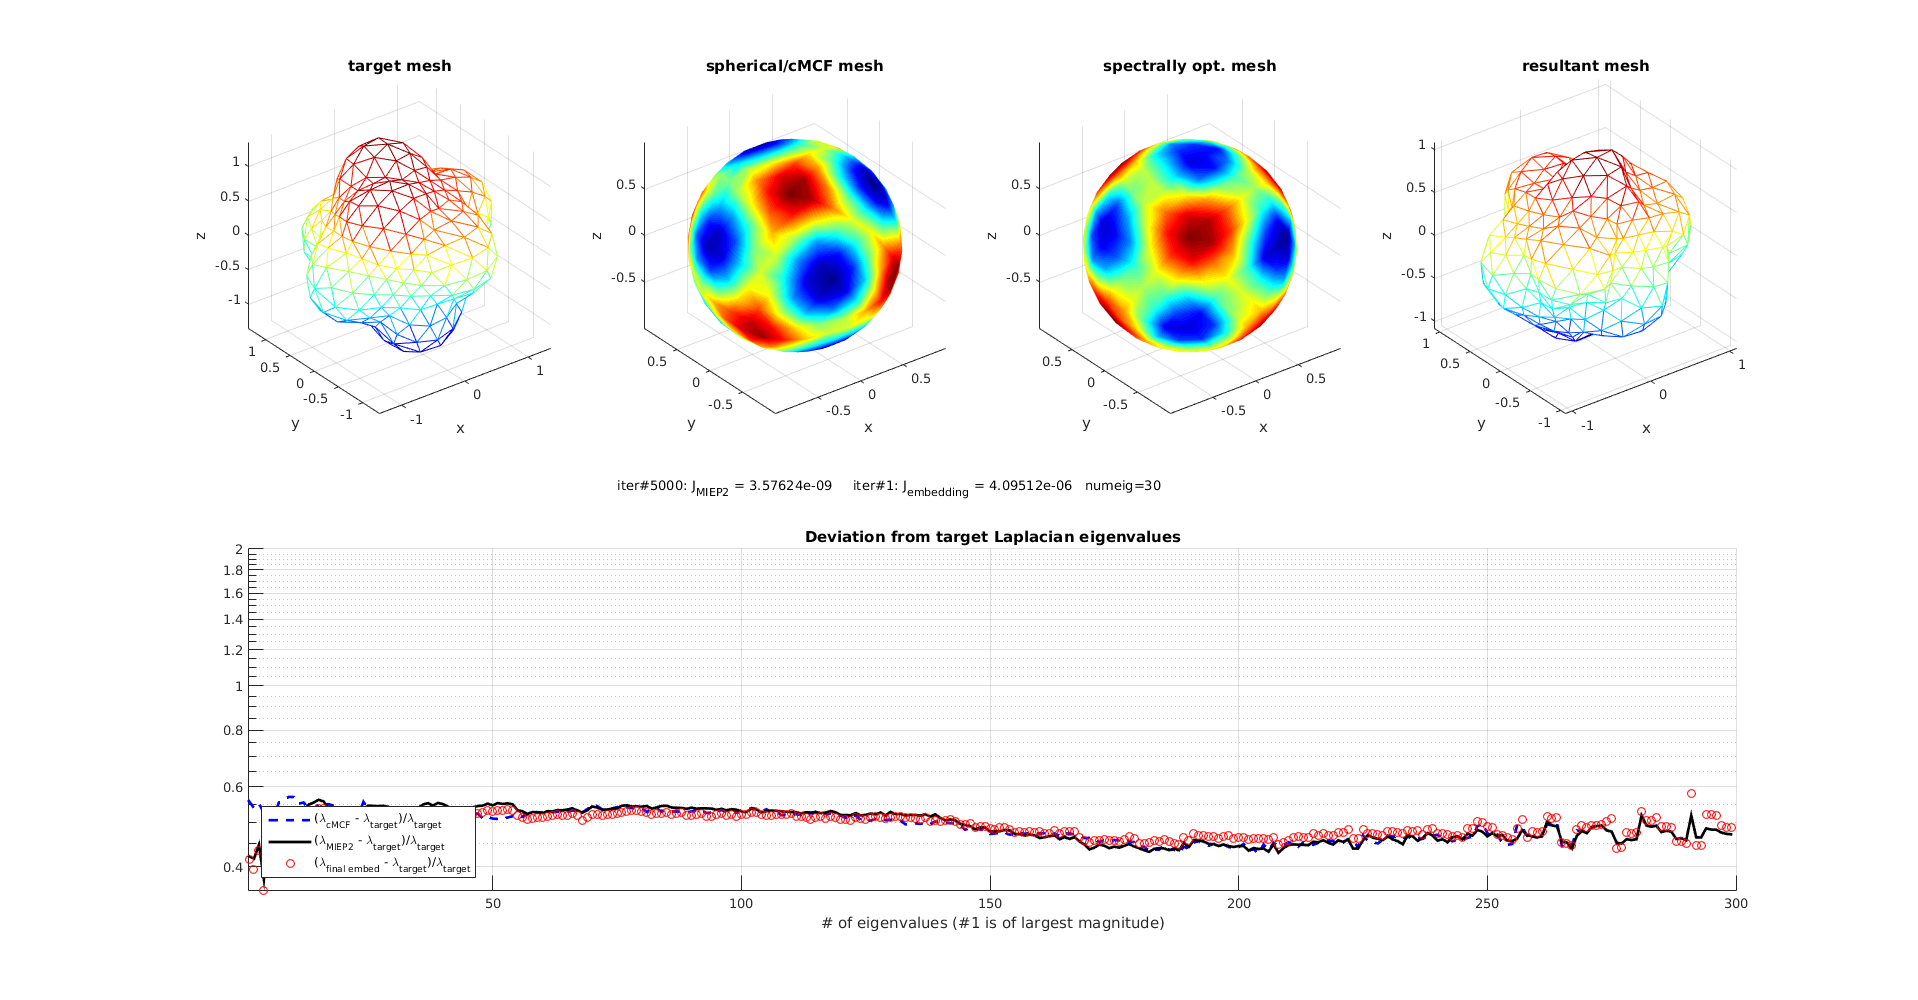 target mesh
spherical/cMCF mesh
spectrally opt. mesh
resultant mesh
1
0.5
0
-0.5
-1
z
1
0.5
0
-0.5
-1
y
-1
0
1
x
0.5
0
-0.5
z
0.5
0
-0.5
y
-0.5
0
0.5
x
0.5
0
-0.5
z
0.5
0
-0.5
y
-0.5
0
0.5
x
1
0.5
0
-0.5
-1
z
1
0.5
0
-0.5
-1
y
-1
0
1
x
iter#5000: J_MIEP2 = 3.57624e-09 iter#1: J_embedding = 4.09512e-06 numeig=30
Deviation from target Laplacian eigenvalues
2
1.8
1.6
1.4
1.2
1
0.8
0.6
0.4
(λ_cMCF - λ_target)/λ_target
(λ_MIEP2 - λ_target)/λ_target
(λ_final embed - λ_target)/λ_target
50 100 150 200 250 300
# of eigenvalues (#1 is of largest magnitude)